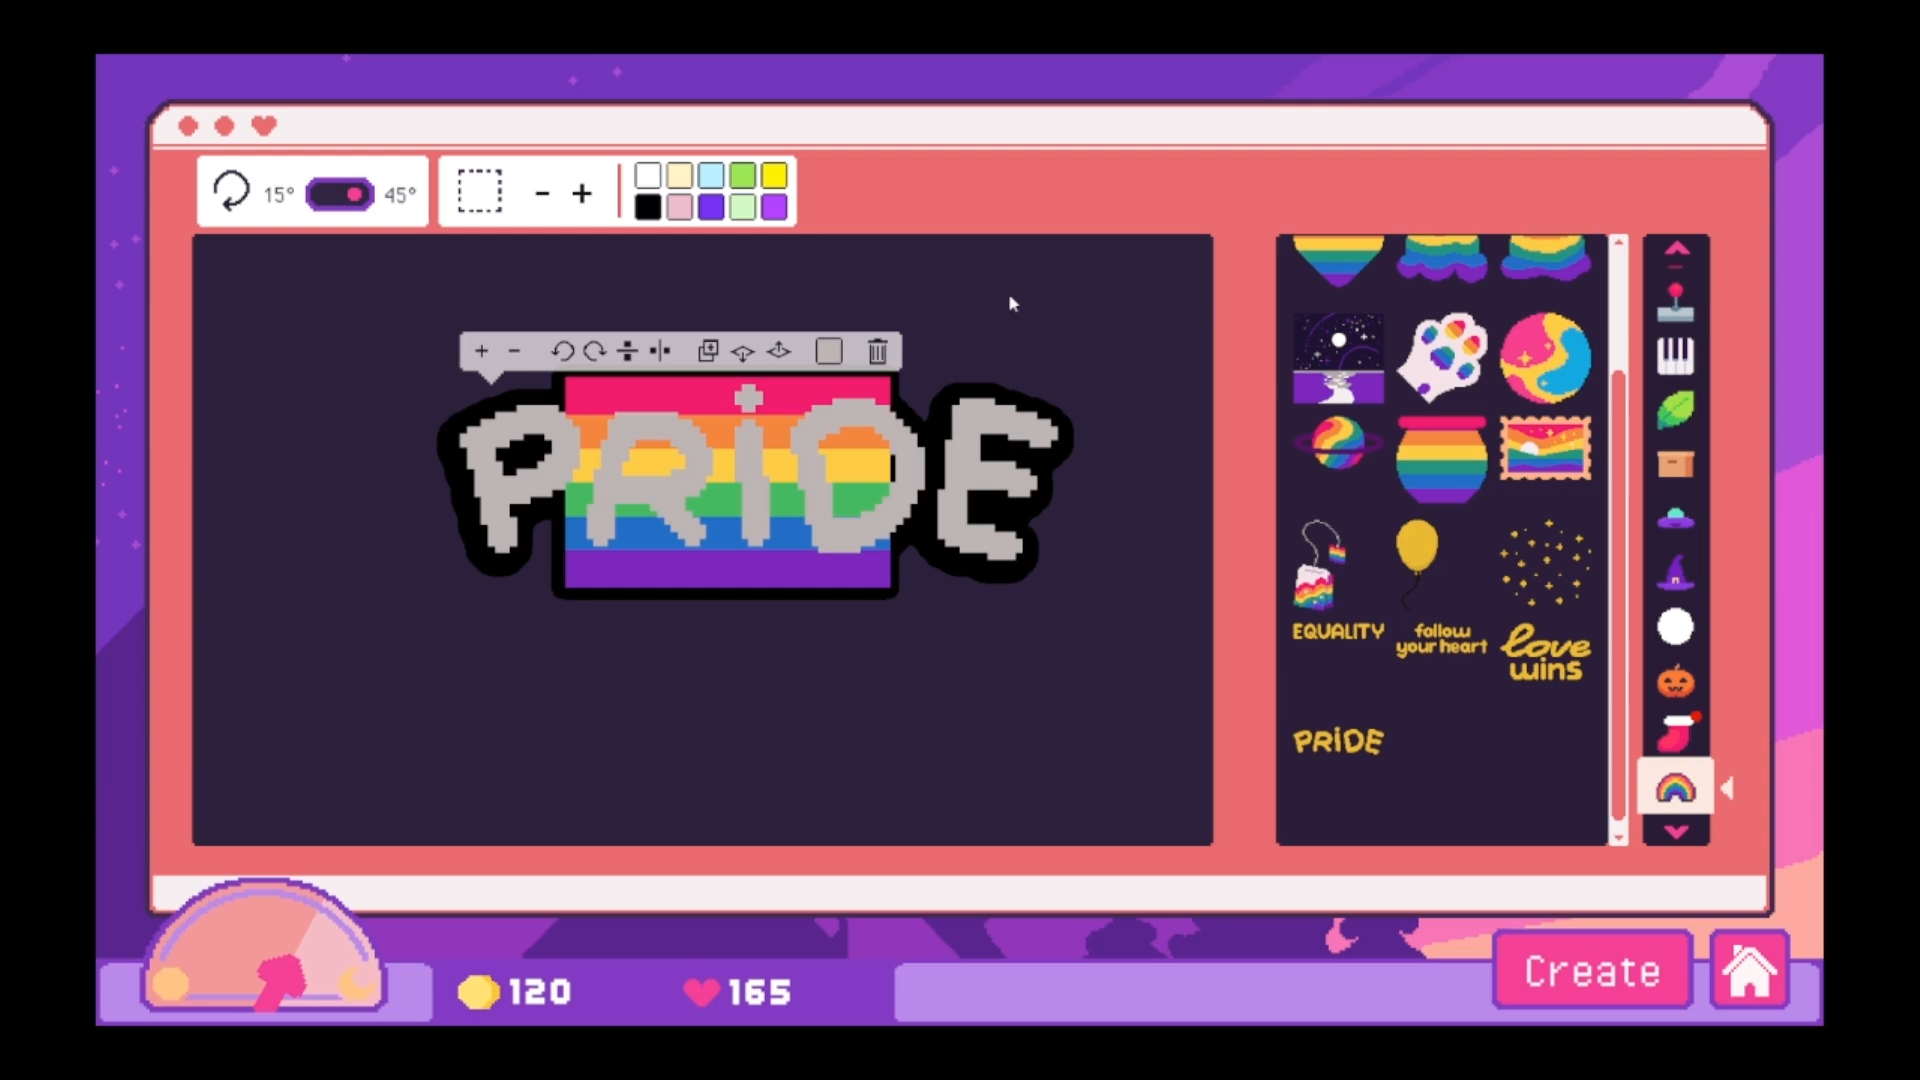 15° 45° - +
PRiDE
EQUALITY
follow
your heart
love
wins
PRiDE
120 165
Create